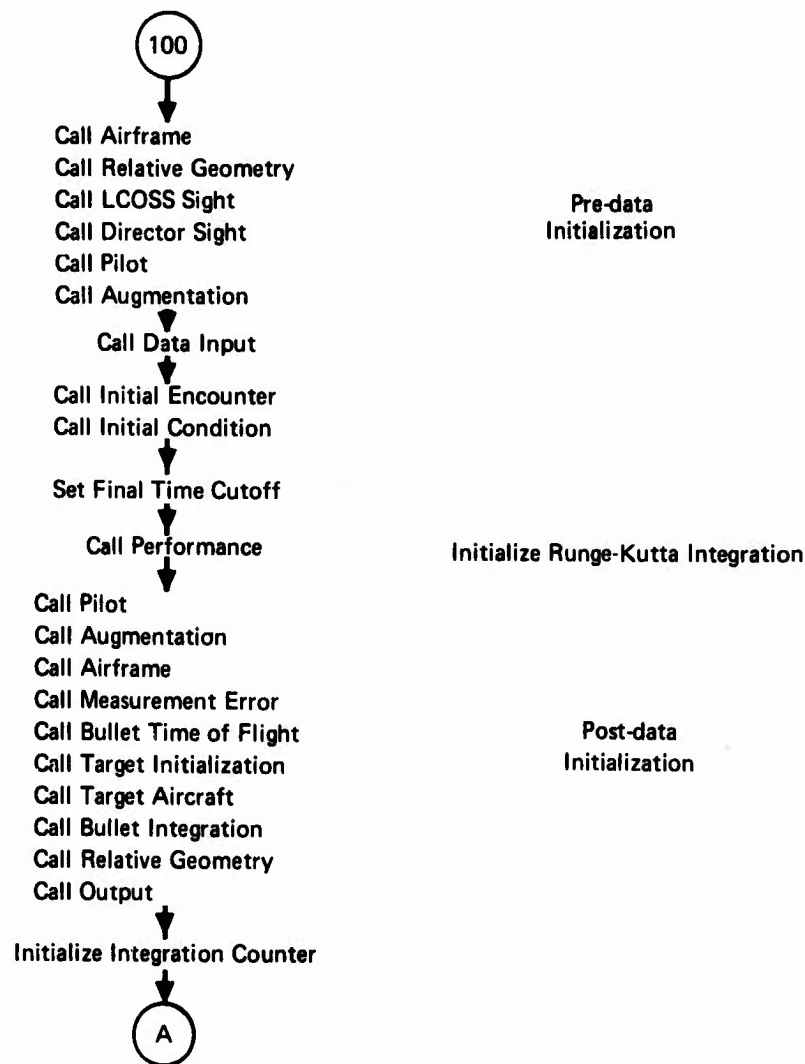 100
Call Airframe
Call Relative Geometry
Call LCOSS Sight
Call Director Sight
Call Pilot
Call Augmentation
Pre-data
Initialization
Call Data Input
Call Initial Encounter
Call Initial Condition
Set Final Time Cutoff
Call Performance
Initialize Runge-Kutta Integration
Call Pilot
Call Augmentation
Call Airframe
Call Measurement Error
Call Bullet Time of Flight
Call Target Initialization
Call Target Aircraft
Call Bullet Integration
Call Relative Geometry
Call Output
Post-data
Initialization
Initialize Integration Counter
A